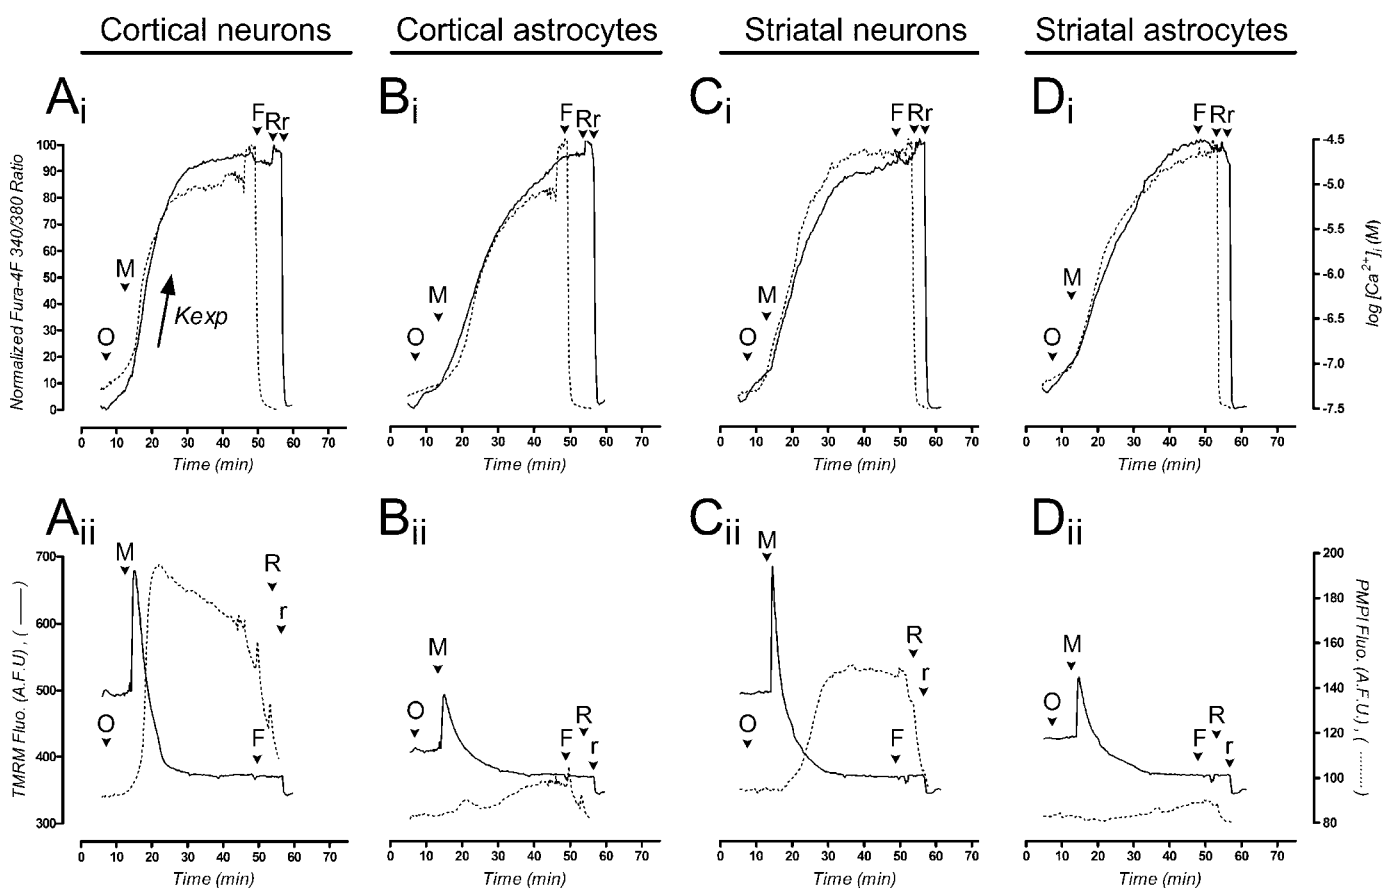 Cortical neurons Cortical astrocytes Striatal neurons Striatal astrocytes
Ai Bi Ci Di
F Rr F Rr F Rr F Rr
100 -4.5
90
80 -5.0
70
60 -5.5
50 -6.0
40
30 -6.5
20 -7.0
10
0 -7.5
Normalized Fura-4F 340/380 Ratio
log [Ca2+]i (M)
M M M M
Kexp
O O O O
0 10 20 30 40 50 60 70 0 10 20 30 40 50 60 70 0 10 20 30 40 50 60 70 0 10 20 30 40 50 60 70
Time (min) Time (min) Time (min) Time (min)
Aii Bii Cii Dii
700 200
180
600 160
500 140
120
400 100
300 80
TMRM Fluo. (A.F.U) , ( —— )
PMPI Fluo. (A.F.U.) , ( ...... )
M R r O F
M O F R r
M R r O F
M O R r F
0 10 20 30 40 50 60 70 0 10 20 30 40 50 60 70 0 10 20 30 40 50 60 70 0 10 20 30 40 50 60 70
Time (min) Time (min) Time (min) Time (min)